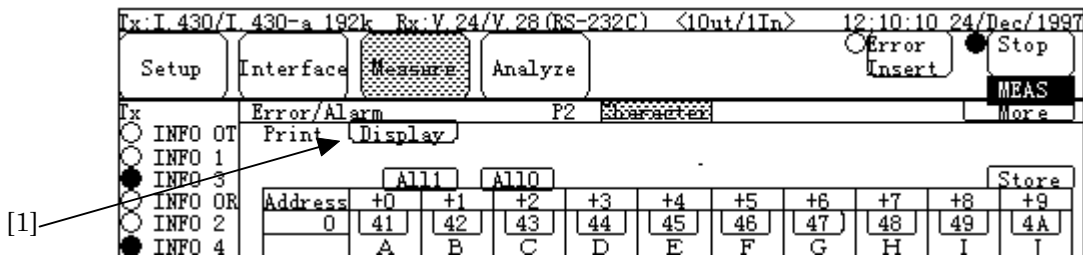 Tx:I.430/I.430-a 192k Rx:V.24/V.28(RS-232C) <1Out/1In> 12:10:10 24/Dec/1997
Setup Interface Measure Analyze Error Insert Stop
MEAS
Tx Error/Alarm P2 Character More
INFO OT Print Display
INFO 1
INFO 3 All1 All0 Store
INFO OR Address +0 +1 +2 +3 +4 +5 +6 +7 +8 +9
[1] INFO 2 0 41 42 43 44 45 46 47 48 49 4A
INFO 4 A B C D E F G H I J